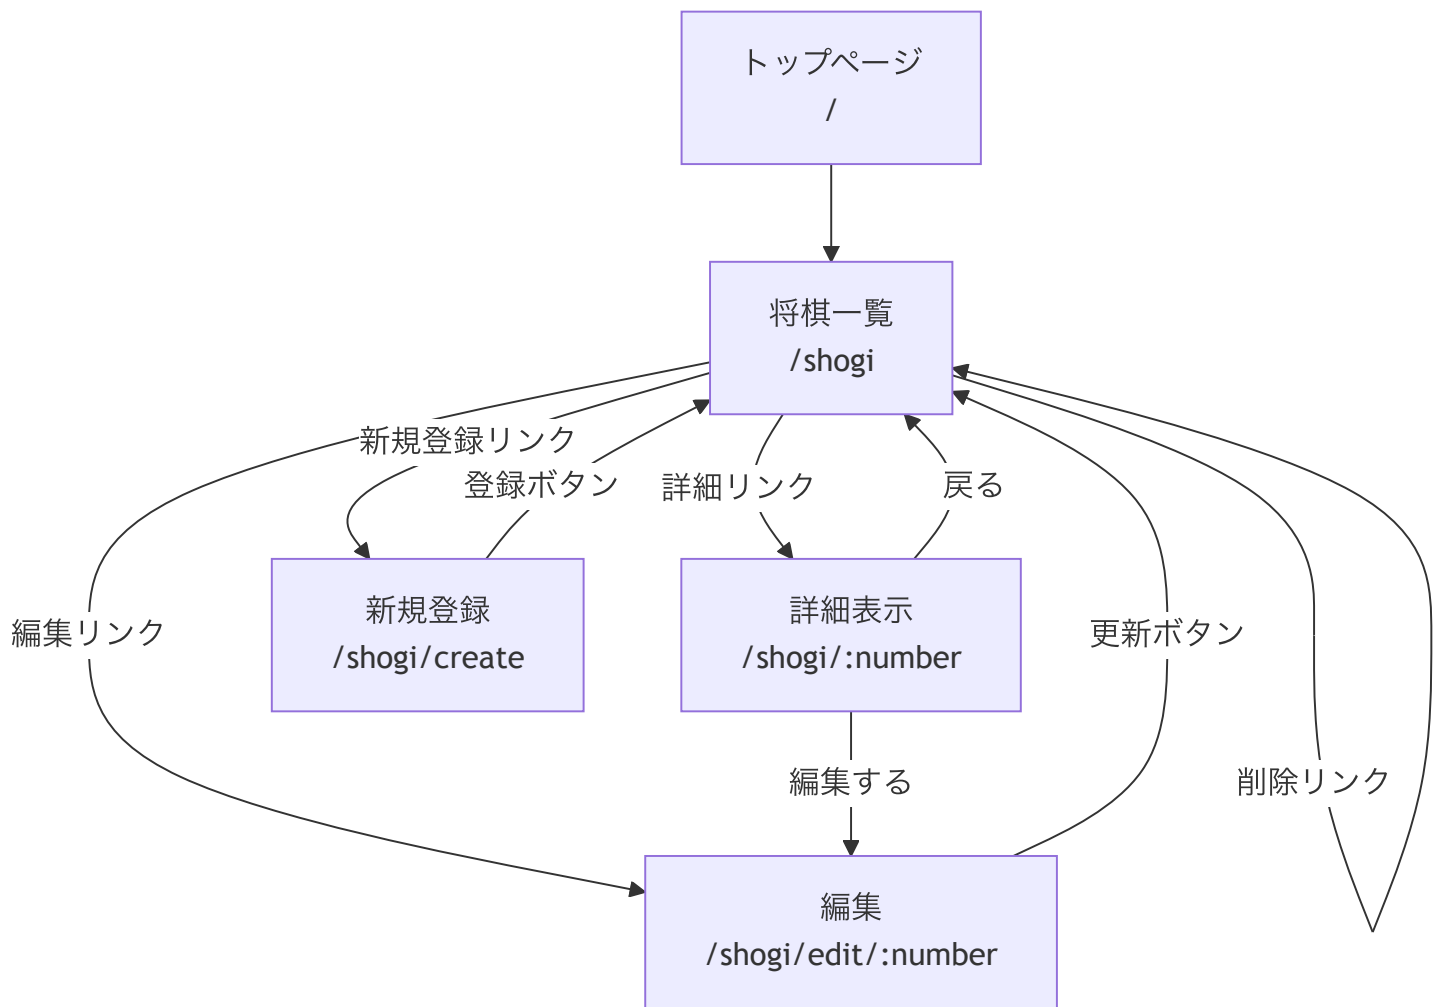 トップページ
/
将棋一覧
/shogi
新規登録リンク
登録ボタン
詳細リンク
戻る
新規登録
/shogi/create
詳細表示
/shogi/:number
編集リンク
更新ボタン
編集する
削除リンク
編集
/shogi/edit/:number